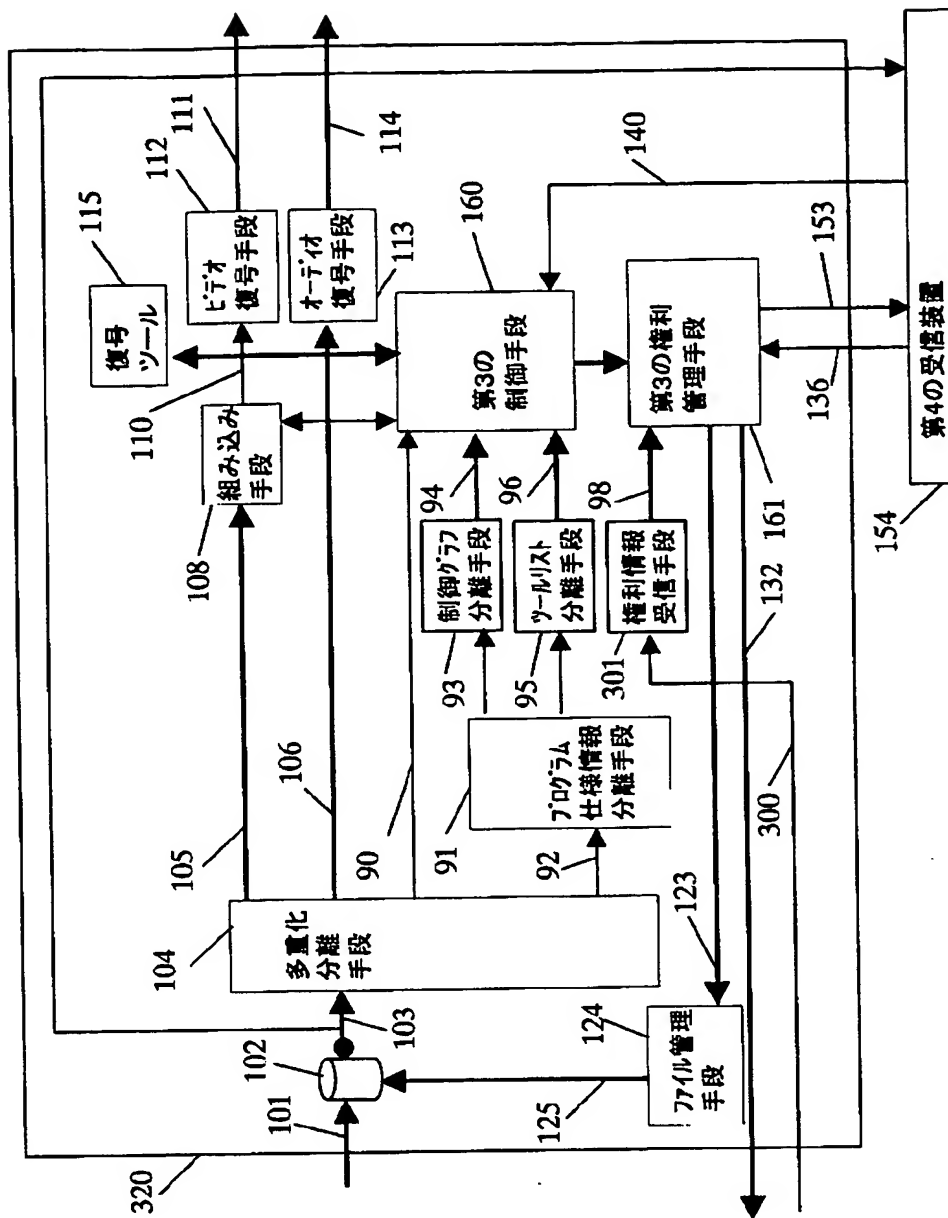 320
101
102
103
125
ファイル管理
手段
124
123
104
多重化
分離
手段
105
106
90
91
92
プログラム
仕様情報
分離手段
300
132
93
制御グラフ
分離手段
94
95
ツールリスト
分離手段
96
301
権利情報
受信手段
98
161
154
108
組み込み
手段
110
復号
ツール
115
ビデオ
復号手段
112
111
オーディオ
復号手段
113
114
第3の
制御手段
160
140
第3の権利
管理手段
136
153
第4の受信装置